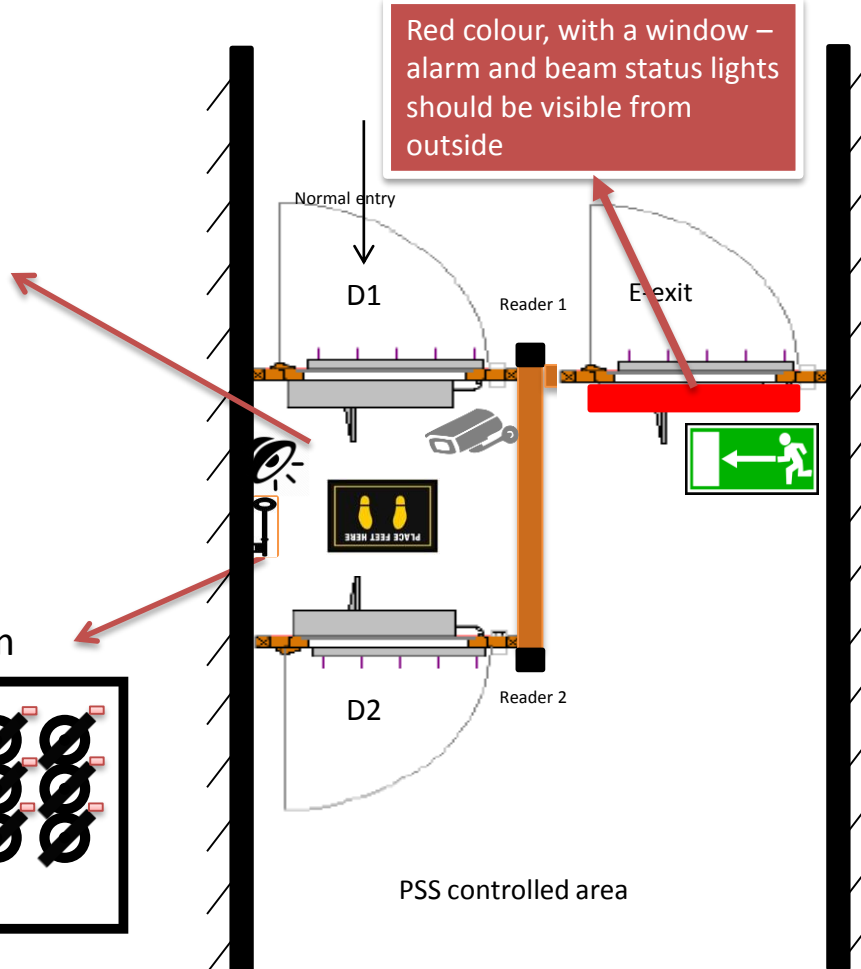 Red colour, with a window –
alarm and beam status lights
should be visible from
outside
Normal entry
D1
Reader 1
E-exit
PLACE FEET HERE
n
D2
Reader 2
PSS controlled area